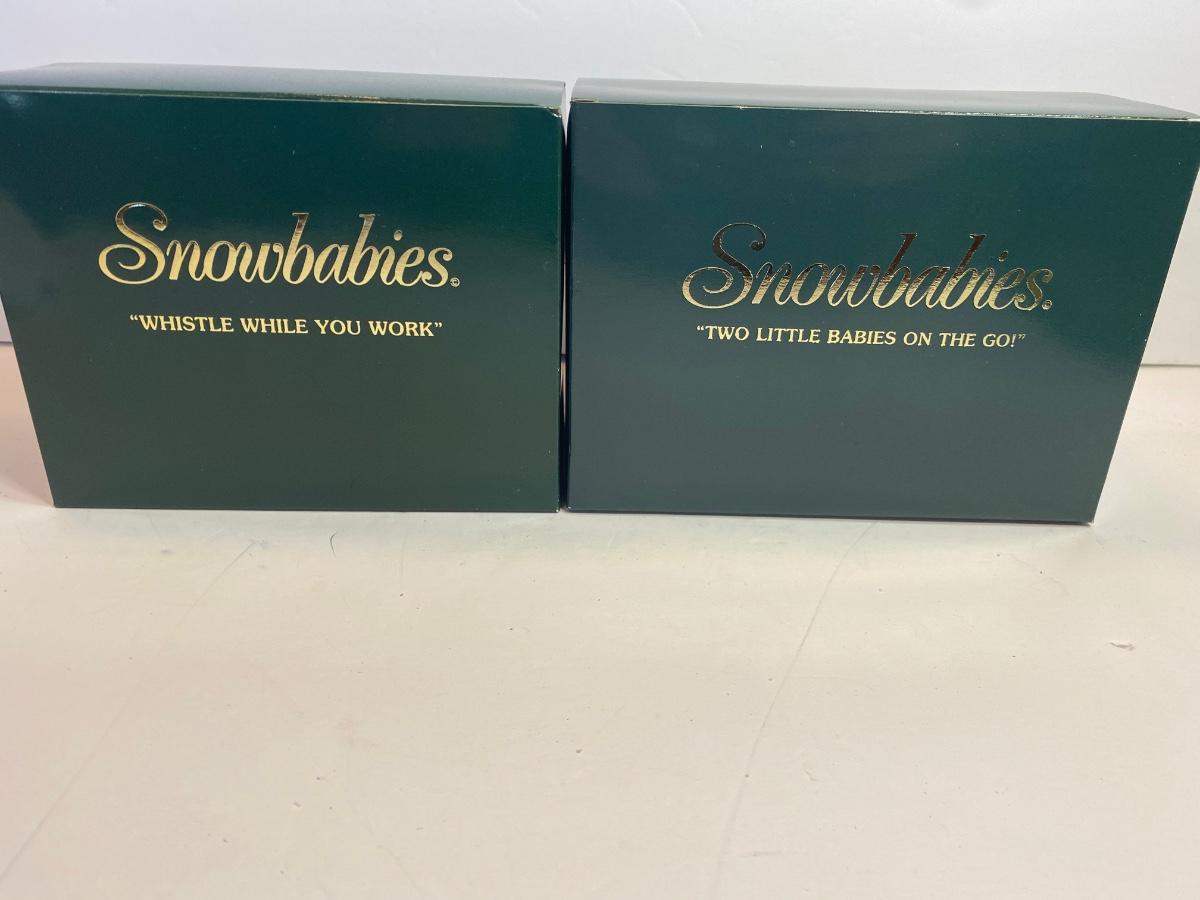 Snowbabies©
“WHISTLE WHILE YOU WORK”
Snowbabies®
“TWO LITTLE BABIES ON THE GO!”